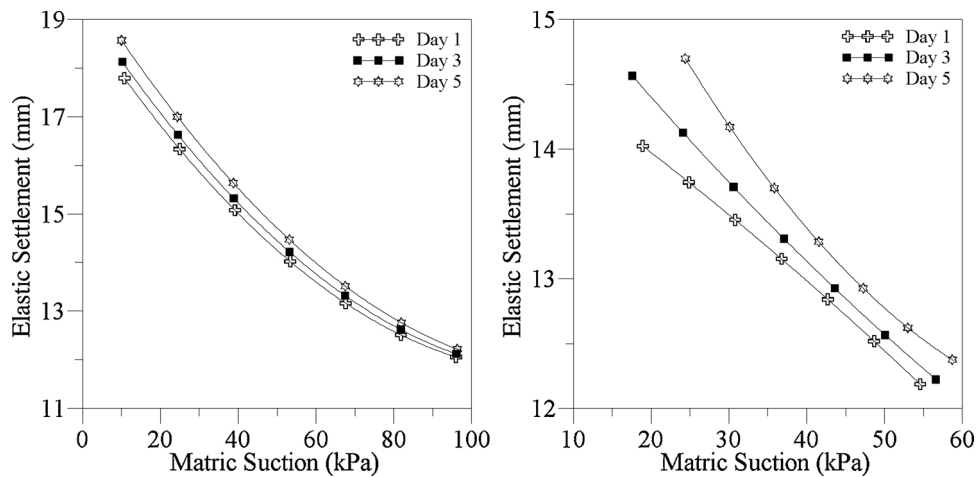 Elastic Settlement (mm)
19
17
15
13
11
Day 1
Day 3
Day 5
0 20 40 60 80 100
Matric Suction (kPa)
Elastic Settlement (mm)
15
14
13
12
Day 1
Day 3
Day 5
10 20 30 40 50 60
Matric Suction (kPa)